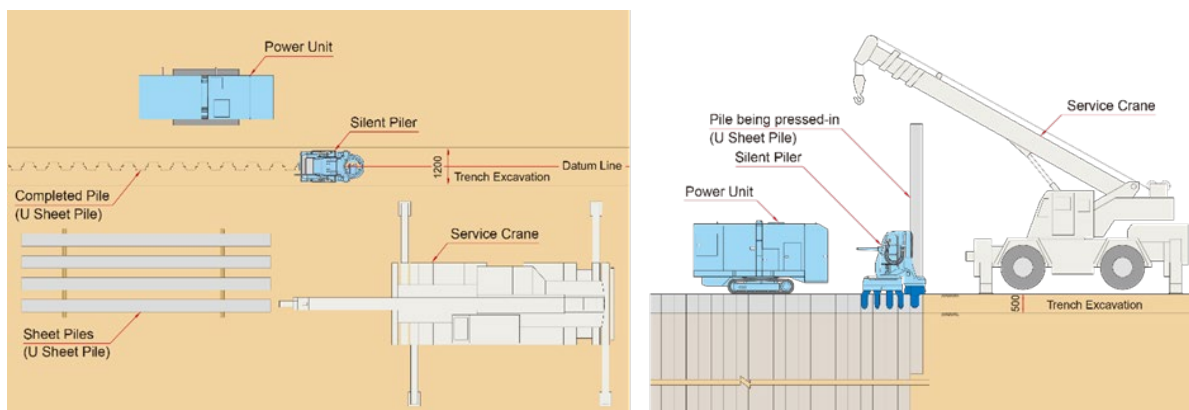 Power Unit
Silent Piler
1200
Datum Line
Trench Excavation
Completed Pile
(U Sheet Pile)
Service Crane
Sheet Piles
(U Sheet Pile)
Service Crane
Pile being pressed-in
(U Sheet Pile)
Silent Piler
Power Unit
500
Trench Excavation